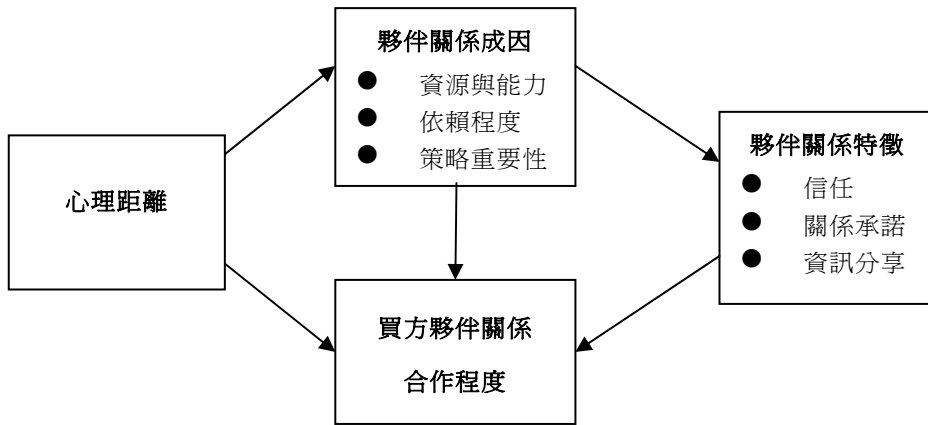 夥伴關係成因
● 資源與能力
● 依賴程度
● 策略重要性
心理距離
夥伴關係特徵
● 信任
● 關係承諾
● 資訊分享
買方夥伴關係
合作程度